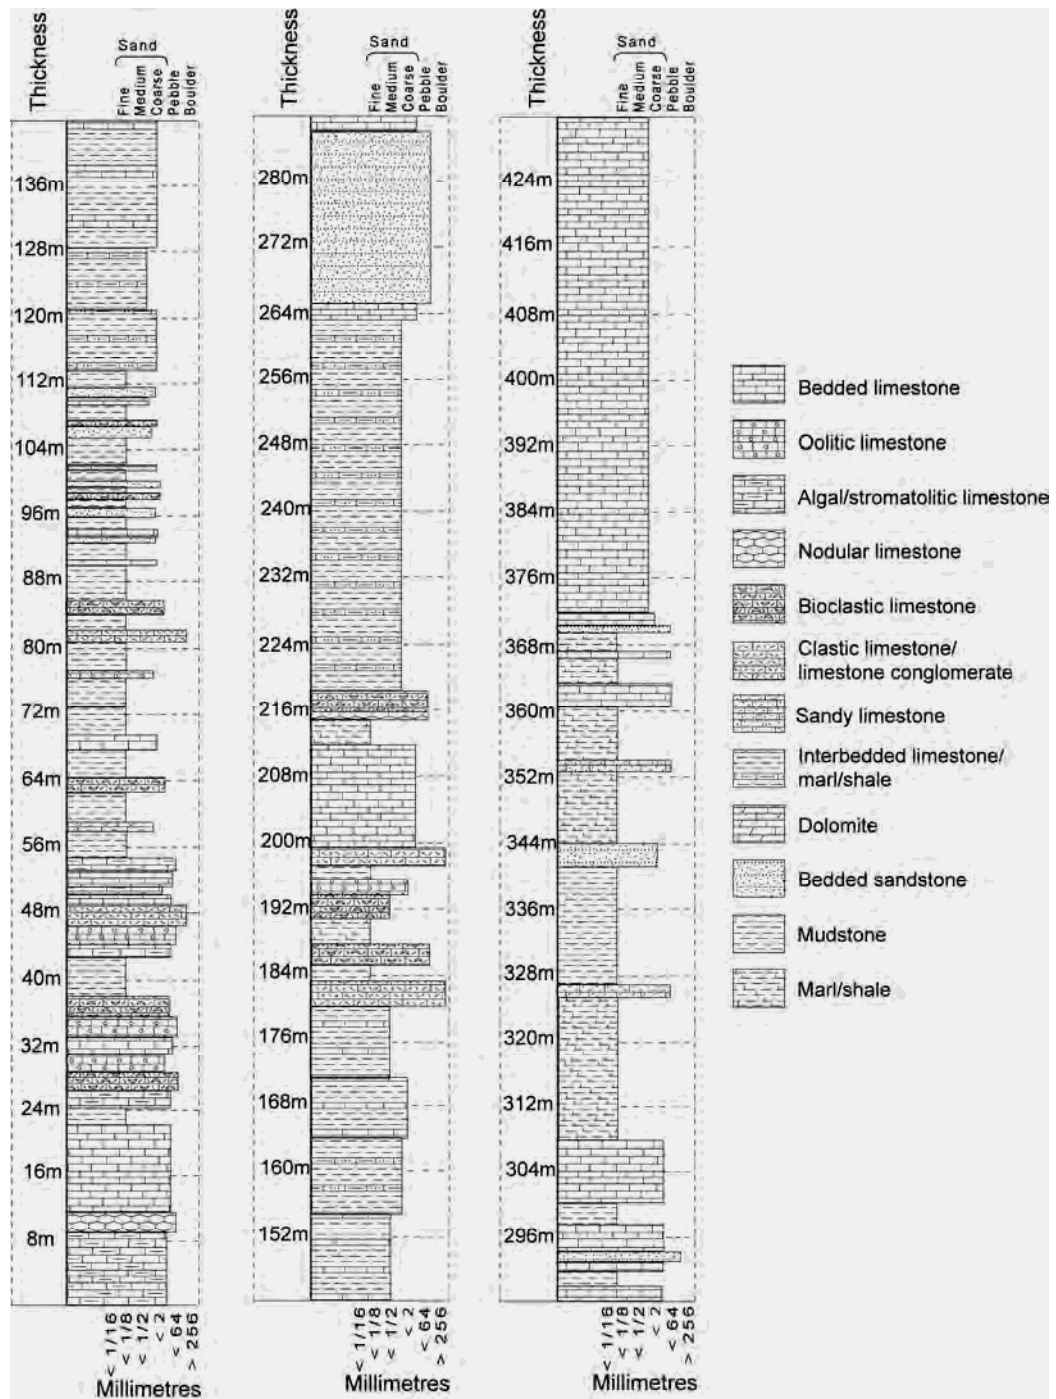 Thickness
Sand
Fine
Medium
Coarse
Pebble
Boulder
136m
128m
120m
112m
104m
96m
88m
80m
72m
64m
56m
48m
40m
32m
24m
16m
8m
< 1/16
< 1/8
< 1/2
< 2
< 64
> 256
Millimetres
Thickness
Sand
Fine
Medium
Coarse
Pebble
Boulder
280m
272m
264m
256m
248m
240m
232m
224m
216m
208m
200m
192m
184m
176m
168m
160m
152m
< 1/16
< 1/8
< 1/2
< 2
< 64
> 256
Millimetres
Thickness
Sand
Fine
Medium
Coarse
Pebble
Boulder
424m
416m
408m
400m
392m
384m
376m
368m
360m
352m
344m
336m
328m
320m
312m
304m
296m
< 1/16
< 1/8
< 1/2
< 2
< 64
> 256
Millimetres
Bedded limestone
Oolitic limestone
Algal/stromatolitic limestone
Nodular limestone
Bioclastic limestone
Clastic limestone/
limestone conglomerate
Sandy limestone
Interbedded limestone/
marl/shale
Dolomite
Bedded sandstone
Mudstone
Marl/shale